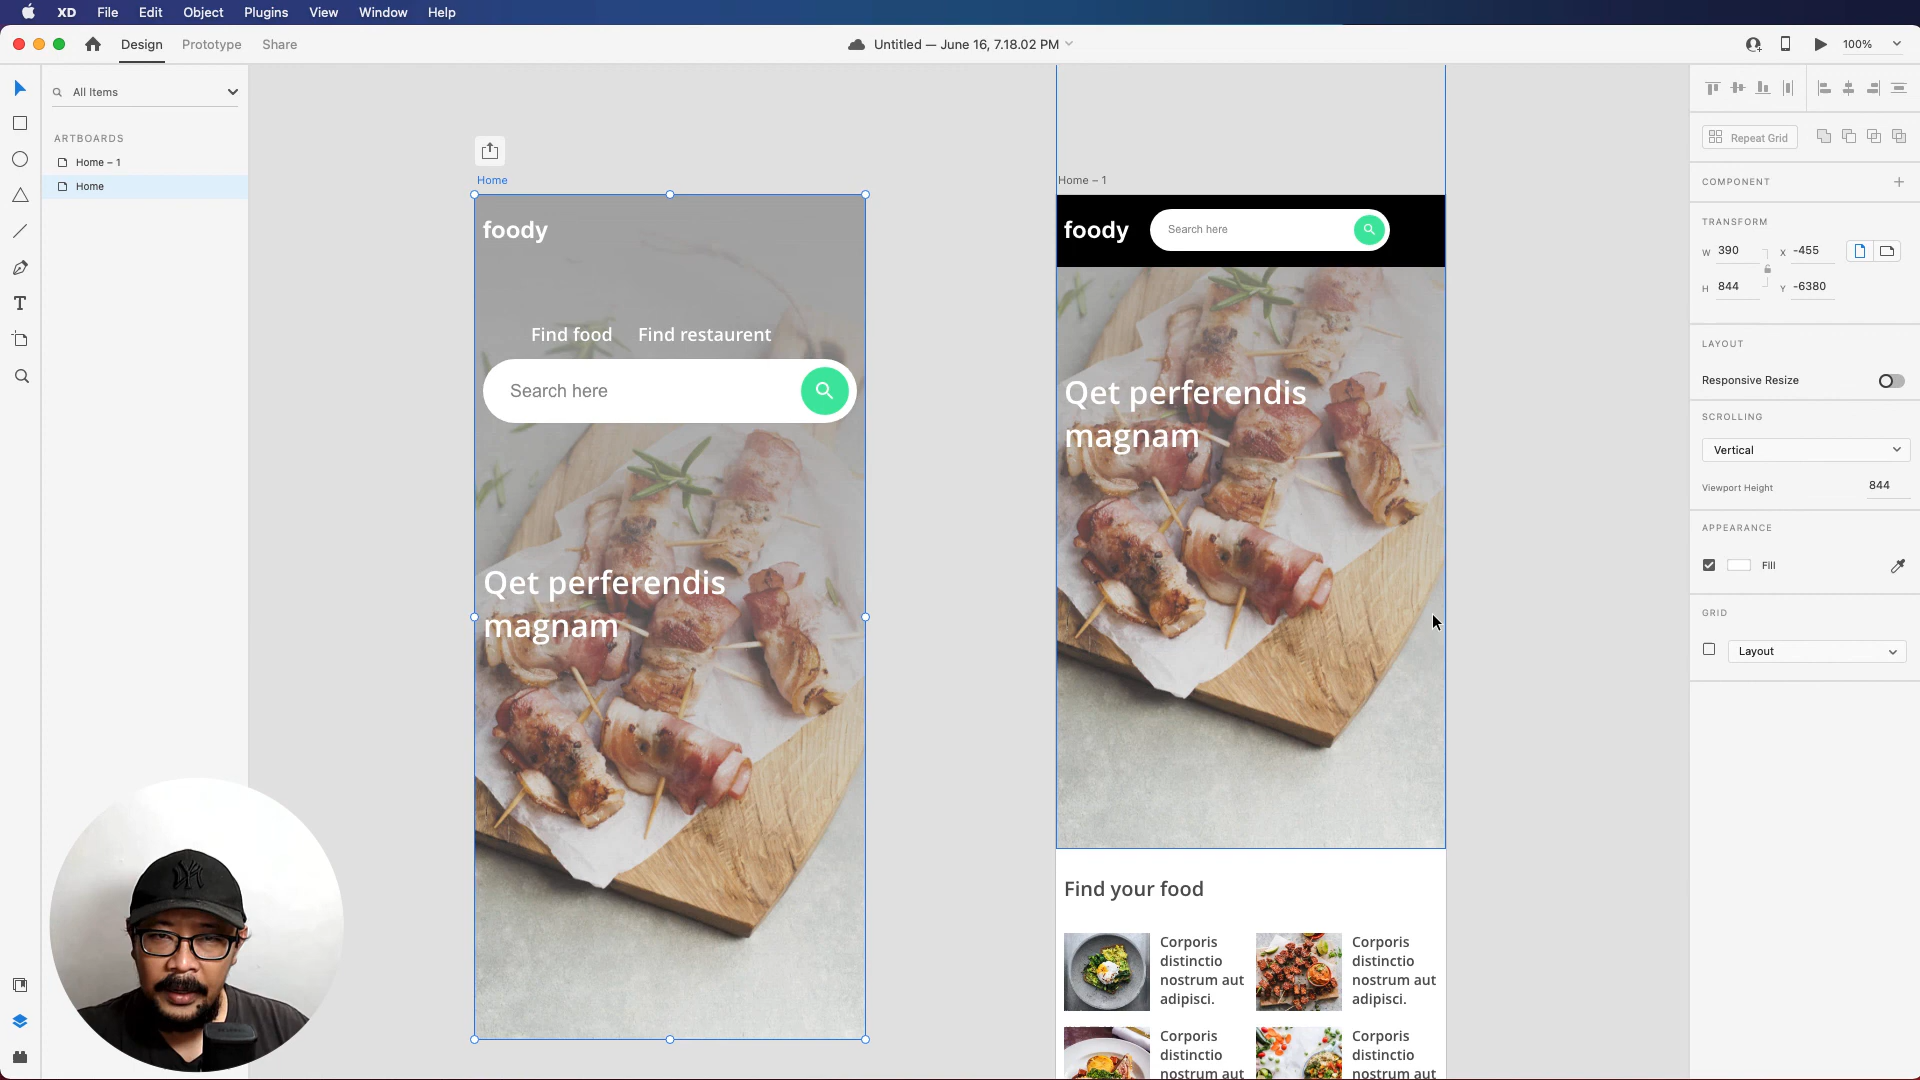 XD File Edit Object Plugins View Window Help
Design Prototype Share
Untitled — June 16, 7.18.02 PM
100%
All Items
ARTBOARDS
Home – 1
Home
Home
foody
Find food Find restaurent
Search here
Qet perferendis
magnam
Home – 1
foody
Search here
Qet perferendis
magnam
Find your food
Corporis
distinctio
nostrum aut
adipisci.
Corporis
distinctio
nostrum aut
adipisci.
Corporis
distinctio
nostrum aut
Corporis
distinctio
nostrum aut
Repeat Grid
COMPONENT
TRANSFORM
W 390 X -455
H 844 Y -6380
LAYOUT
Responsive Resize
SCROLLING
Vertical
Viewport Height 844
APPEARANCE
Fill
GRID
Layout